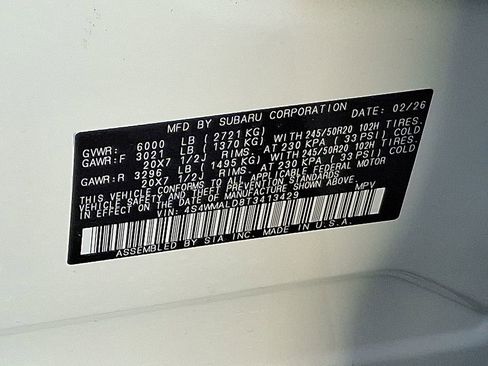 MFD BY SUBARU CORPORATION DATE: 02/26
GVWR: 6000 LB ( 2721 KG)
GAWR:F 3021 LB ( 1370 KG) WITH 245/50R20 102H TIRES.
20X7 1/2J RIMS. AT 230 KPA ( 33 PSI) COLD
GAWR:R 3296 LB ( 1495 KG) WITH 245/50R20 102H TIRES.
20X7 1/2J RIMS. AT 230 KPA ( 33 PSI) COLD
THIS VEHICLE CONFORMS TO ALL APPLICABLE FEDERAL MOTOR
VEHICLE SAFETY AND THEFT PREVENTION STANDARDS
IN EFFECT ON THE DATE OF MANUFACTURE SHOWN ABOVE.
VIN: 4S4WMALD8T3413429 MPV
ASSEMBLED BY SIA INC. MADE IN U.S.A.